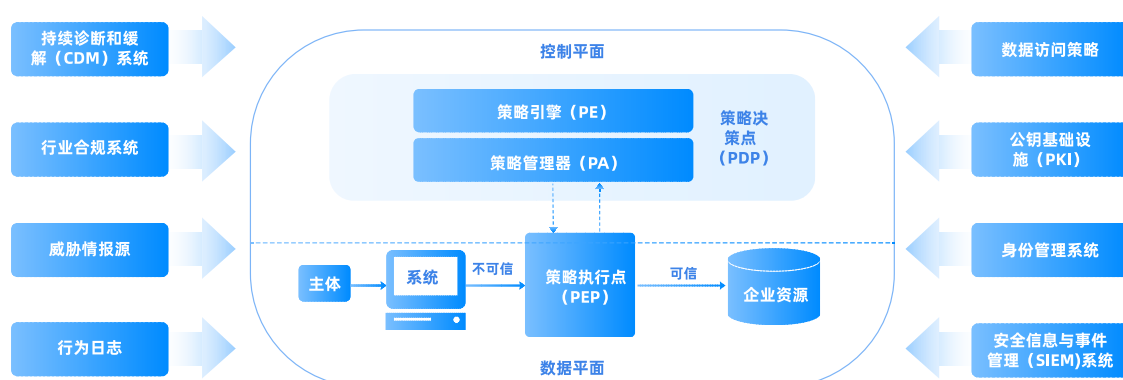 持续诊断和缓
解（CDM）系统
行业合规系统
威胁情报源
行为日志
控制平面
策略引擎（PE）
策略管理器（PA）
策略决
策点
（PDP）
主体
系统
不可信
策略执行点
（PEP）
可信
企业资源
数据平面
数据访问策略
公钥基础设
施（PKI）
身份管理系统
安全信息与事件
管理（SIEM)系统